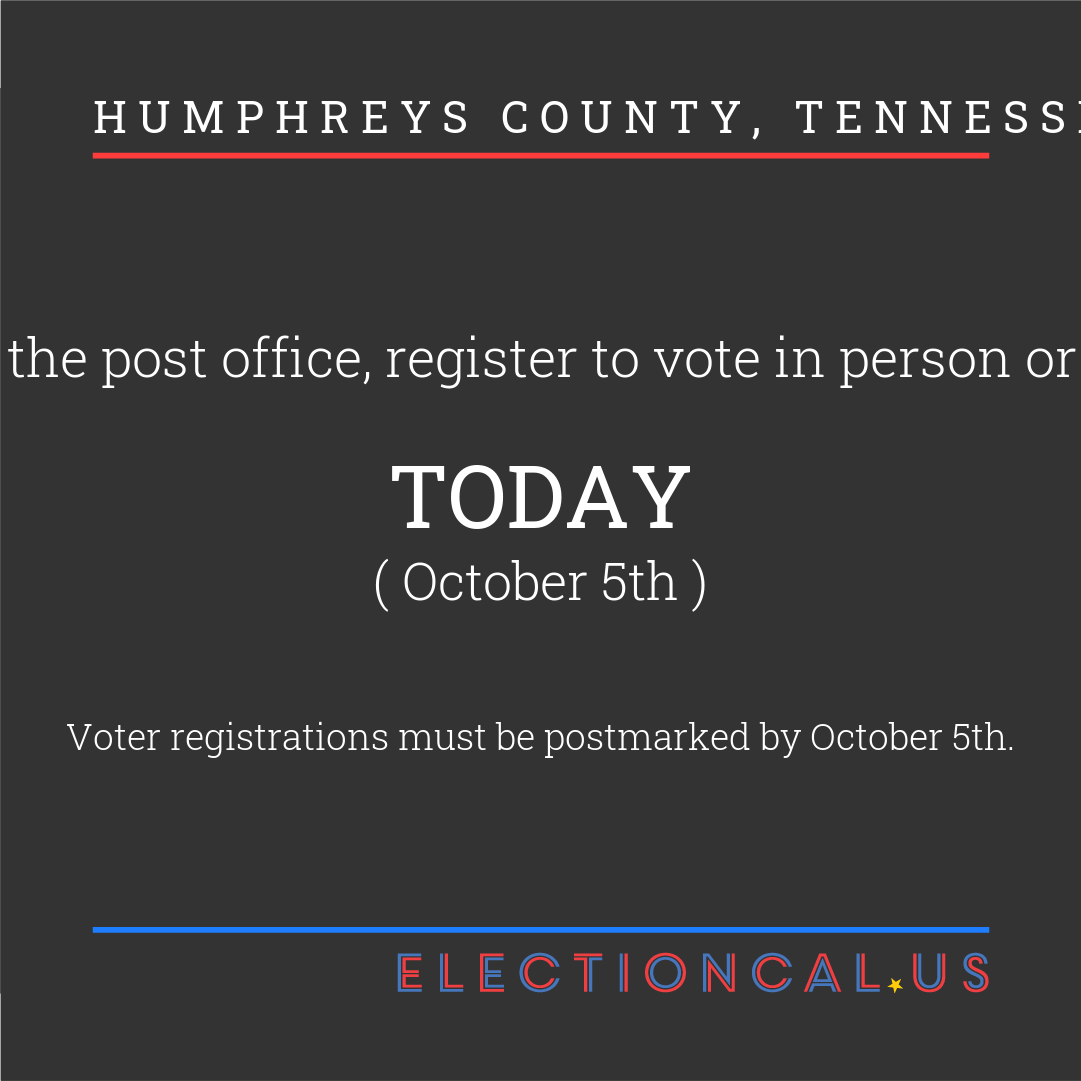 HUMPHREYS COUNTY, TENNESS
the post office, register to vote in person or
TODAY
( October 5th )
Voter registrations must be postmarked by October 5th.
ELECTIONCAL.US